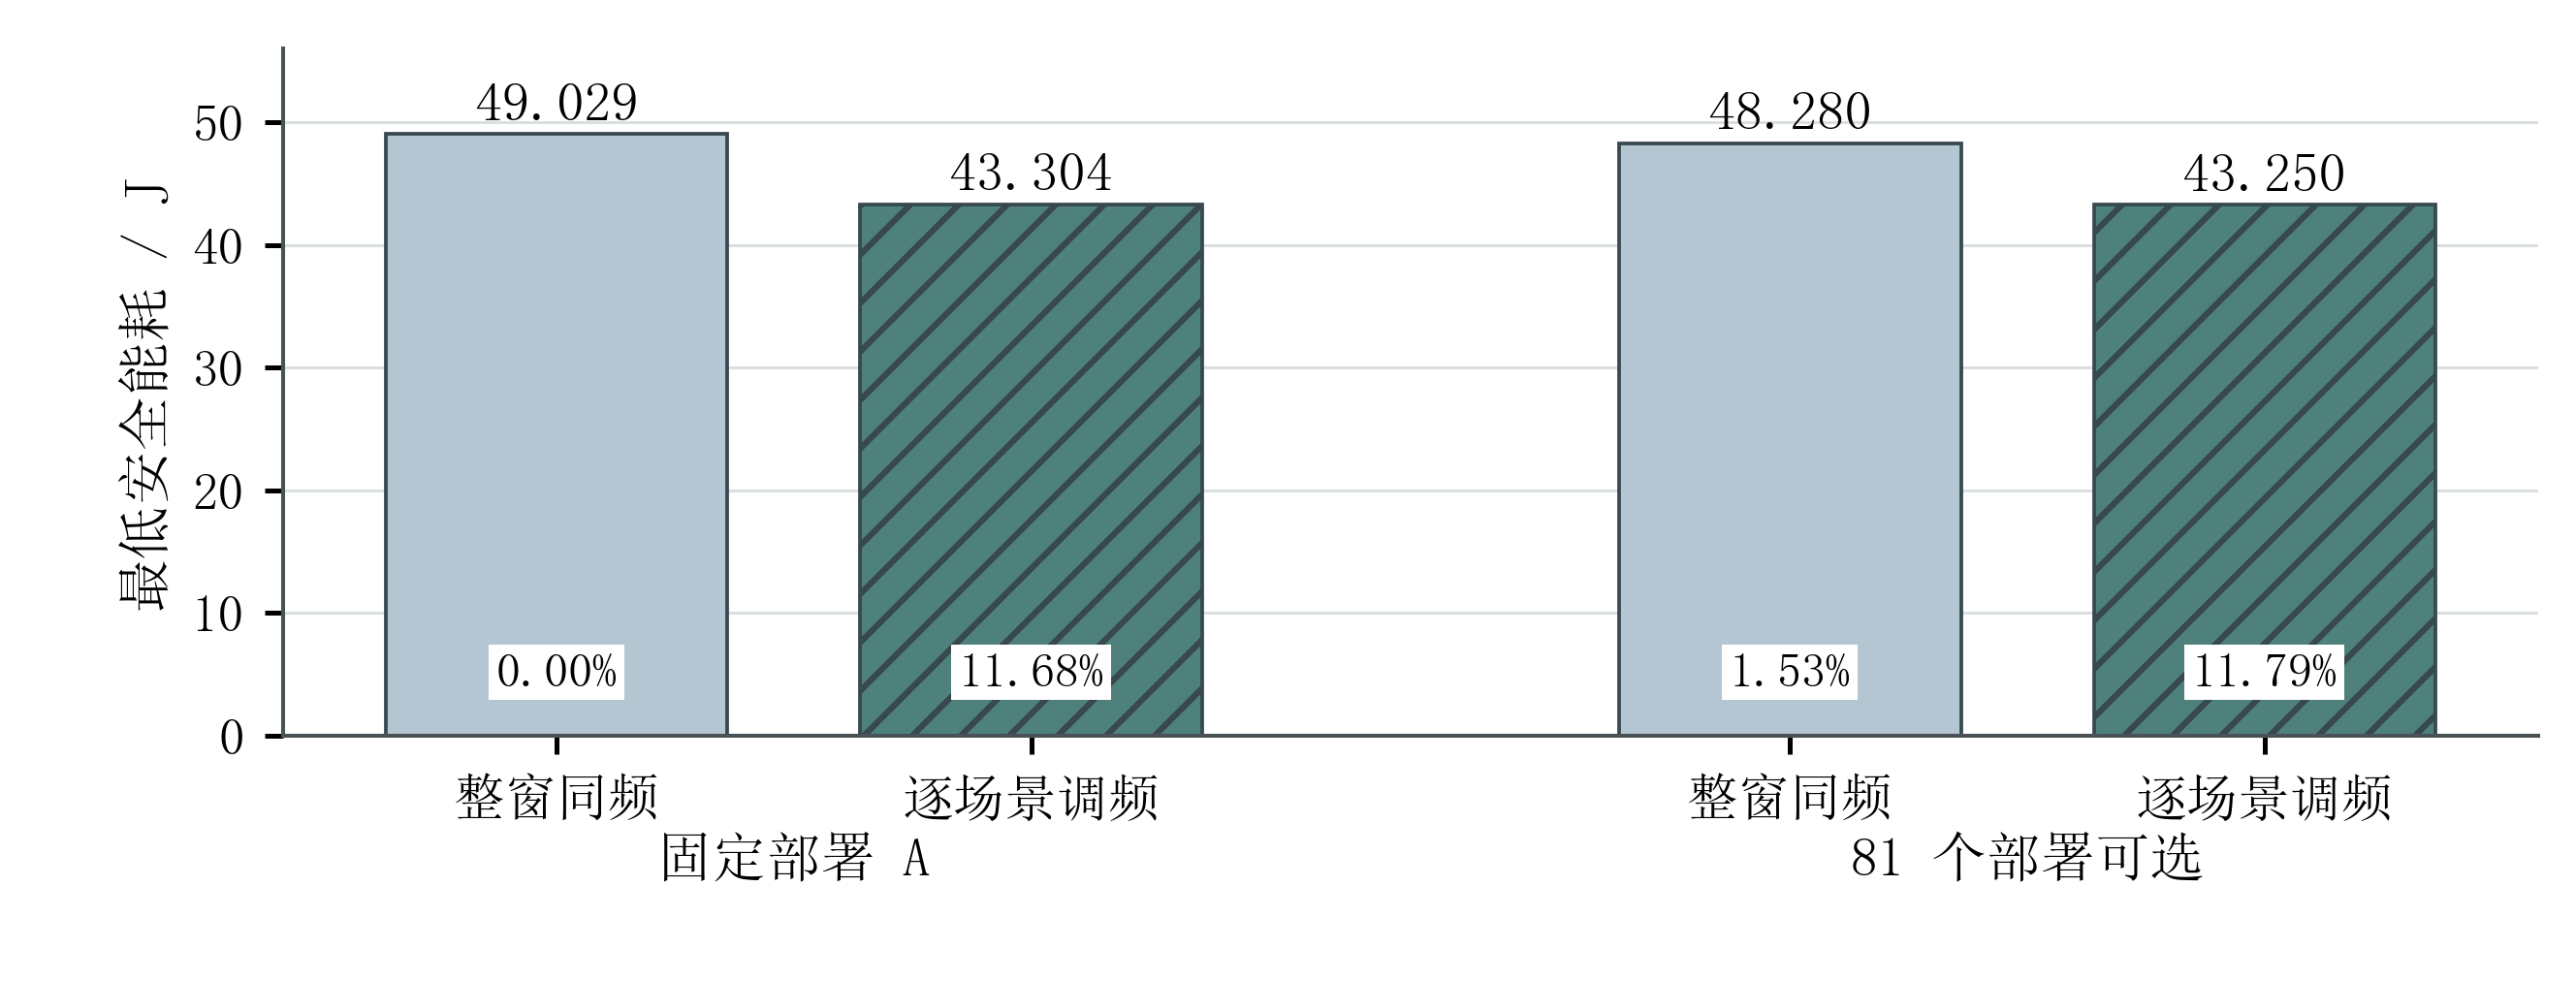 最低安全能耗 / J
50
40
30
20
10
0
49.029
43.304
48.280
43.250
0.00%
11.68%
1.53%
11.79%
整窗同频
逐场景调频
整窗同频
逐场景调频
固定部署 A
81 个部署可选